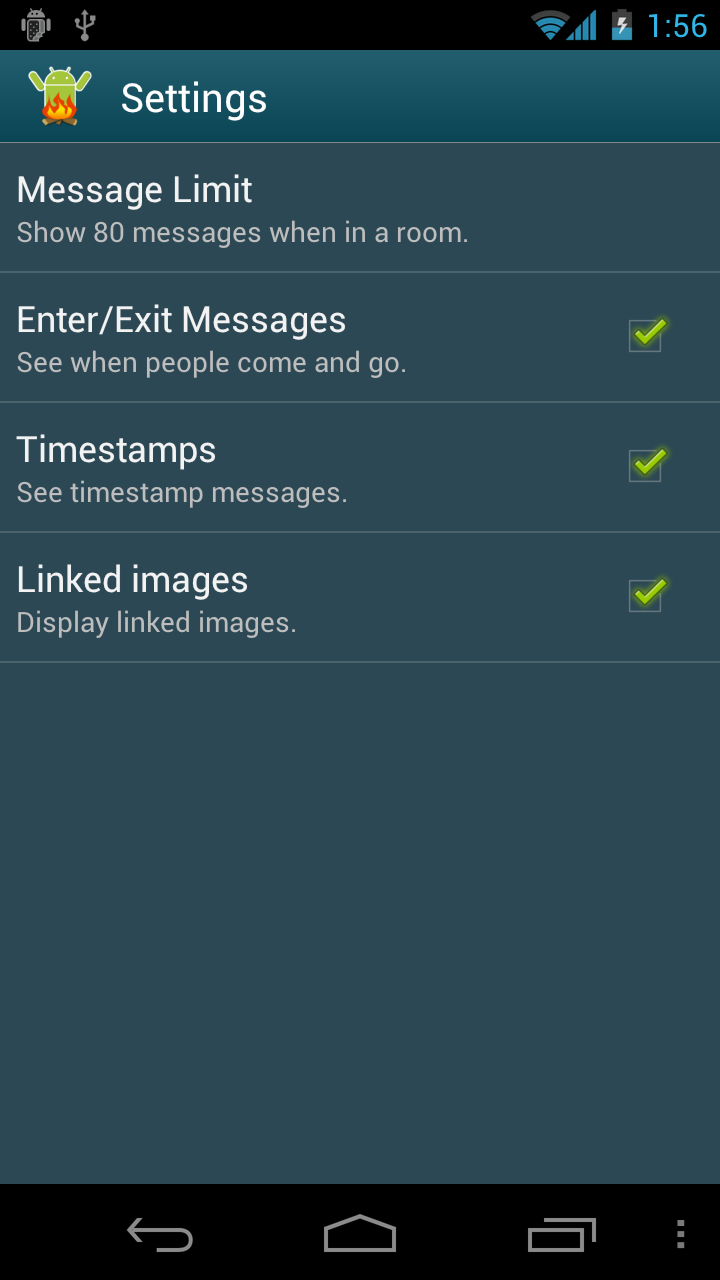 1:56
Settings
Message Limit
Show 80 messages when in a room.
Enter/Exit Messages
See when people come and go.
Timestamps
See timestamp messages.
Linked images
Display linked images.